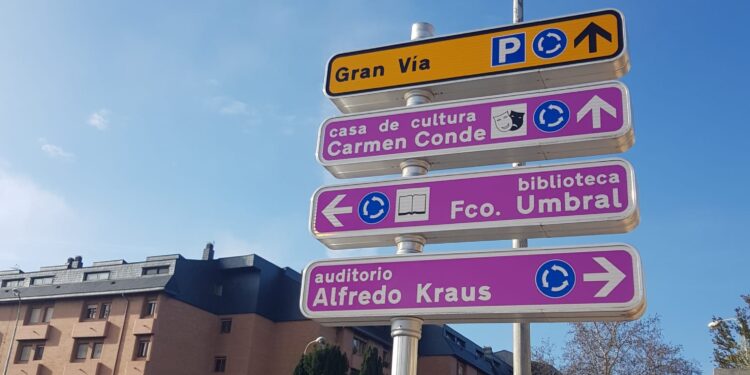 Gran Vía P
casa de cultura
Carmen Conde
biblioteca
Fco. Umbral
auditorio
Alfredo Kraus